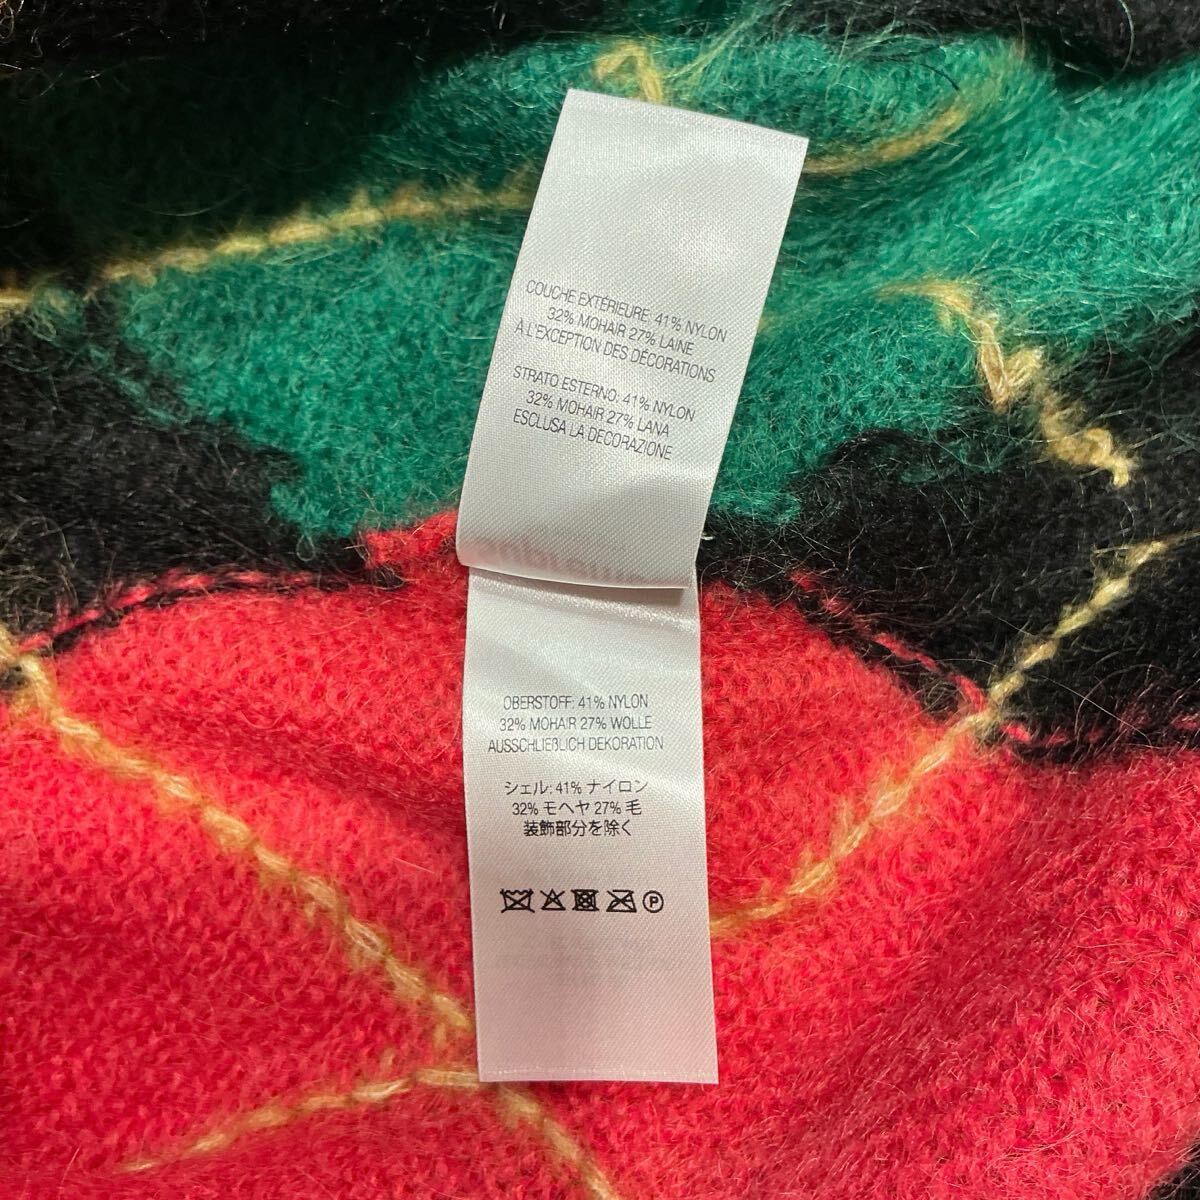 COUCHE EXTÉRIEURE: 41% NYLON
32% MOHAIR 27% LAINE
À L'EXCEPTION DES DÉCORATIONS
STRATO ESTERNO: 41% NYLON
32% MOHAIR 27% LANA
ESCLUSA LA DECORAZIONE
OBERSTOFF: 41% NYLON
32% MOHAIR 27% WOLLE
AUSSCHLIEßLICH DEKORATION
シェル: 41% ナイロン
32% モヘヤ 27% 毛
装飾部分を除く
P